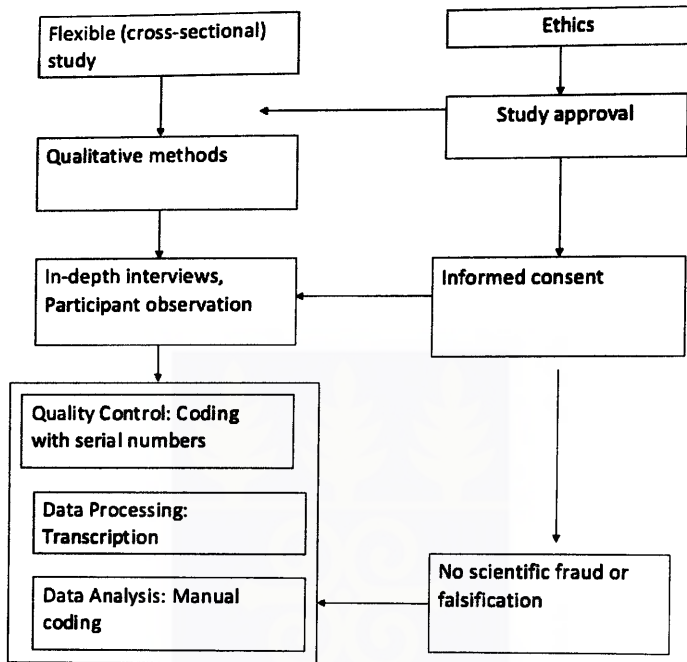 Flexible (cross-sectional)
study
Ethics
Study approval
Qualitative methods
In-depth interviews,
Participant observation
Informed consent
Quality Control: Coding
with serial numbers
Data Processing:
Transcription
Data Analysis: Manual
coding
No scientific fraud or
falsification